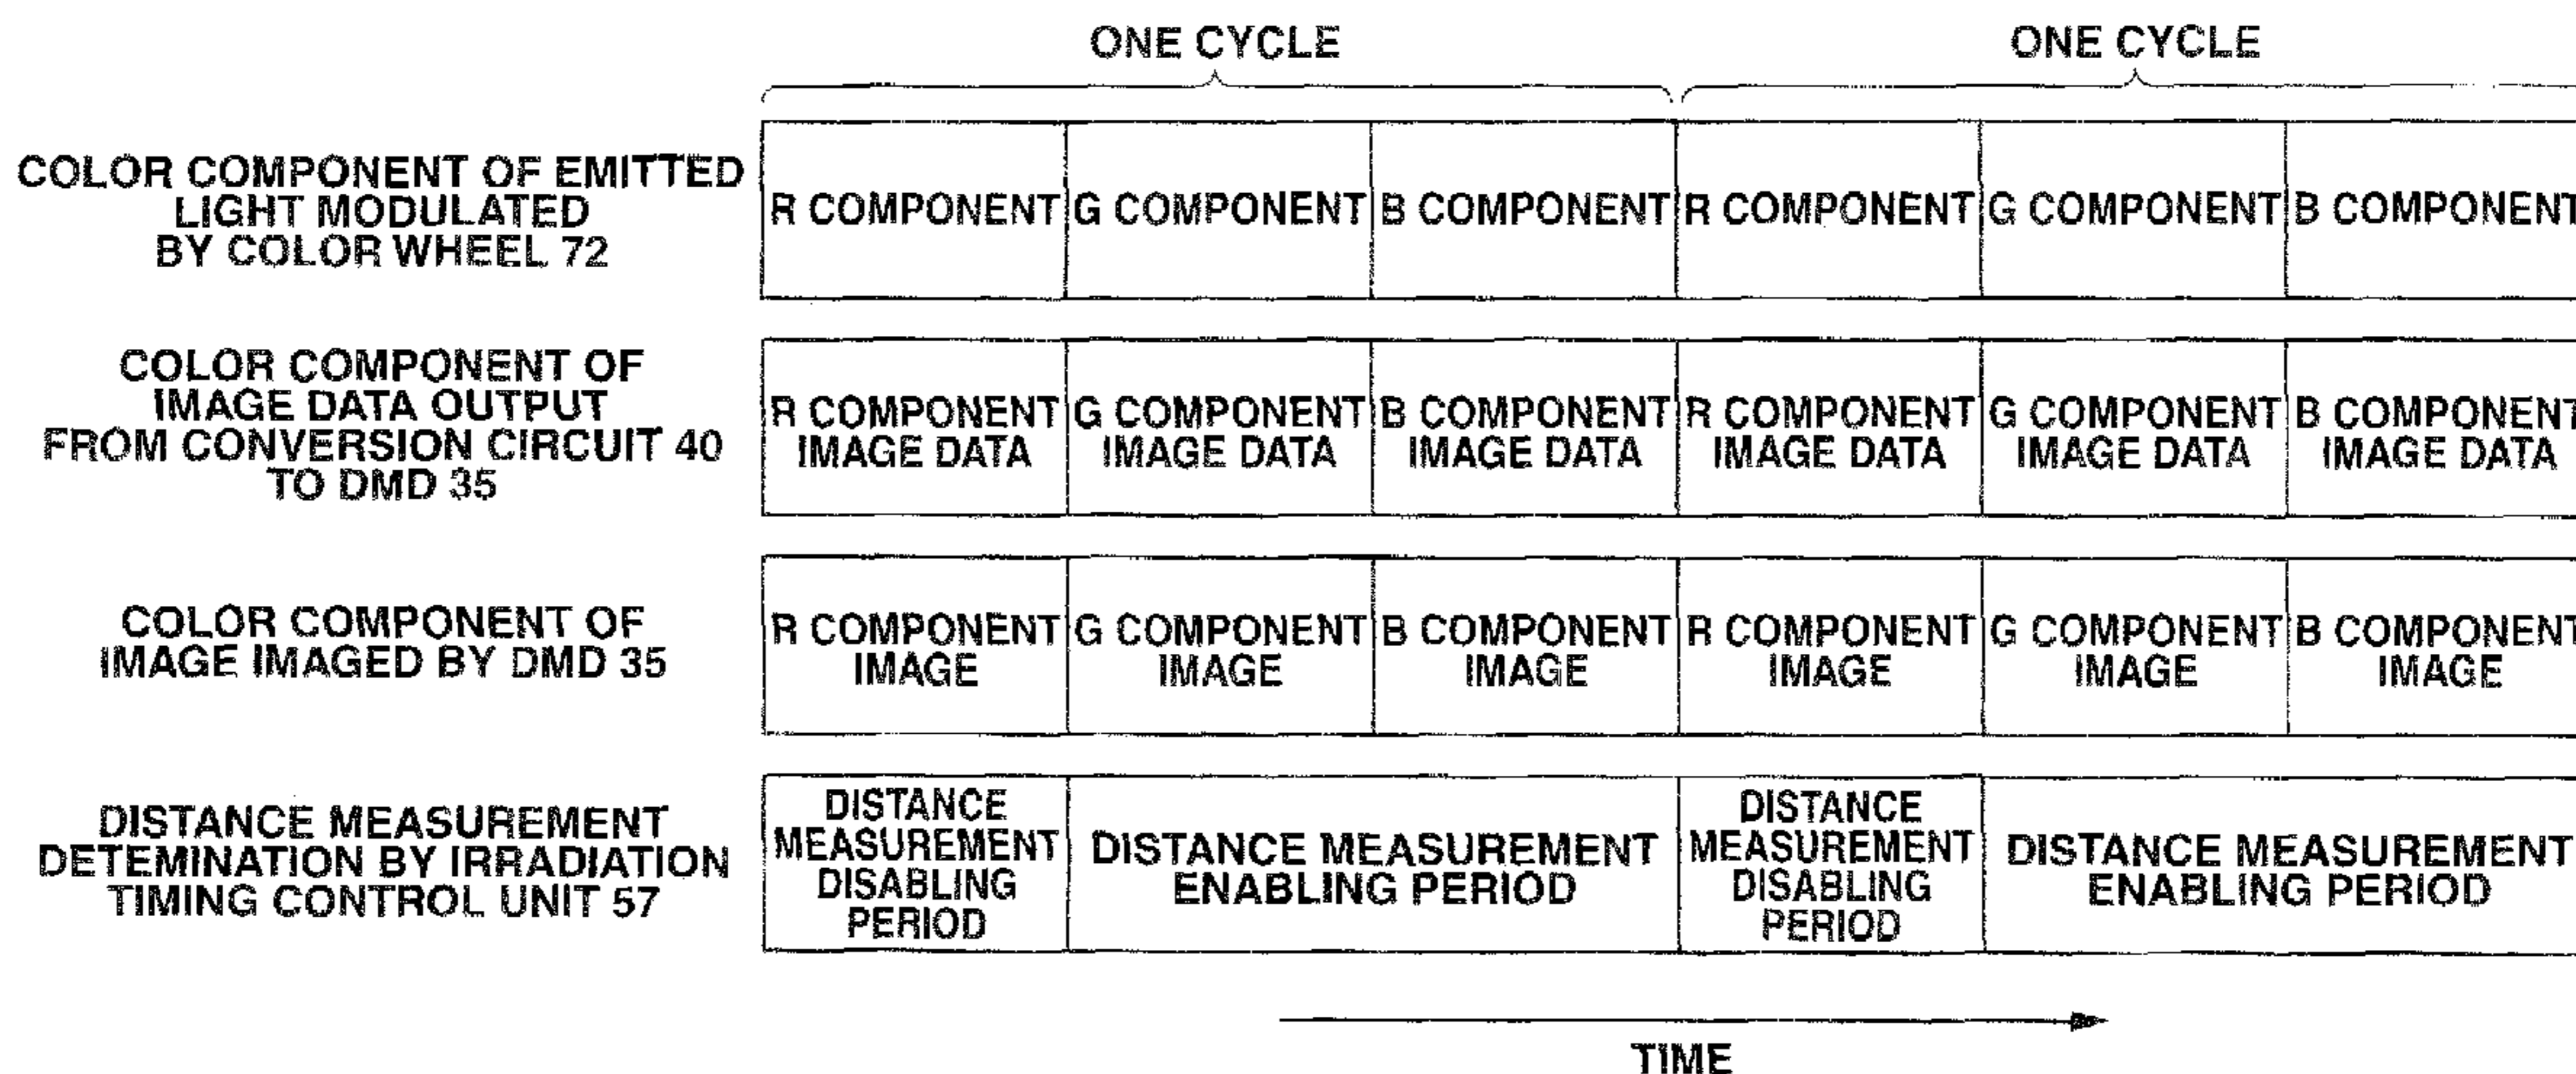 ONE CYCLE
ONE CYCLE
COLOR COMPONENT OF EMITTED
LIGHT MODULATED
BY COLOR WHEEL 72
R COMPONENT
G COMPONENT
B COMPONENT
R COMPONENT
G COMPONENT
B COMPONENT
COLOR COMPONENT OF
IMAGE DATA OUTPUT
FROM CONVERSION CIRCUIT 40
TO DMD 35
R COMPONENT
IMAGE DATA
G COMPONENT
IMAGE DATA
B COMPONENT
IMAGE DATA
R COMPONENT
IMAGE DATA
G COMPONENT
IMAGE DATA
B COMPONENT
IMAGE DATA
COLOR COMPONENT OF
IMAGE IMAGED BY DMD 35
R COMPONENT
IMAGE
G COMPONENT
IMAGE
B COMPONENT
IMAGE
R COMPONENT
IMAGE
G COMPONENT
IMAGE
B COMPONENT
IMAGE
DISTANCE MEASUREMENT
DETEMINATION BY IRRADIATION
TIMING CONTROL UNIT 57
DISTANCE
MEASUREMENT
DISABLING
PERIOD
DISTANCE MEASUREMENT
ENABLING PERIOD
DISTANCE
MEASUREMENT
DISABLING
PERIOD
DISTANCE MEASUREMENT
ENABLING PERIOD
TIME